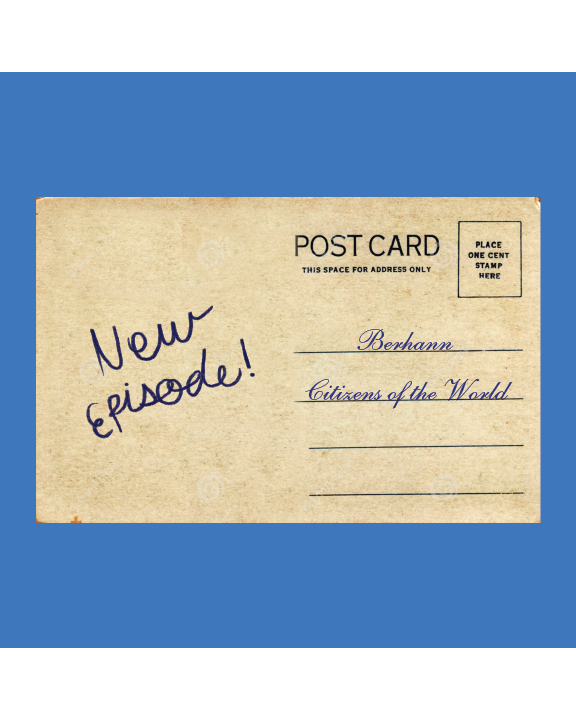 POST CARD
THIS SPACE FOR ADDRESS ONLY
PLACE
ONE CENT
STAMP
HERE
New
Episode!
Berhann
Citizens of the World